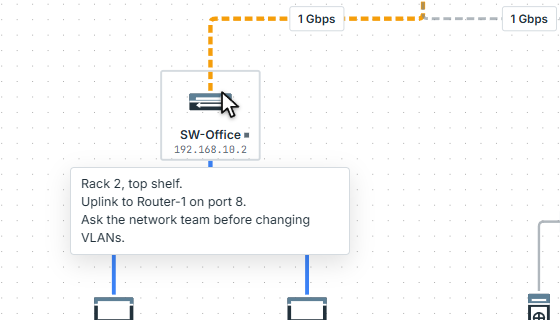 1 Gbps
1 Gbps
SW-Office
192.168.10.2
Rack 2, top shelf.
Uplink to Router-1 on port 8.
Ask the network team before changing
VLANs.